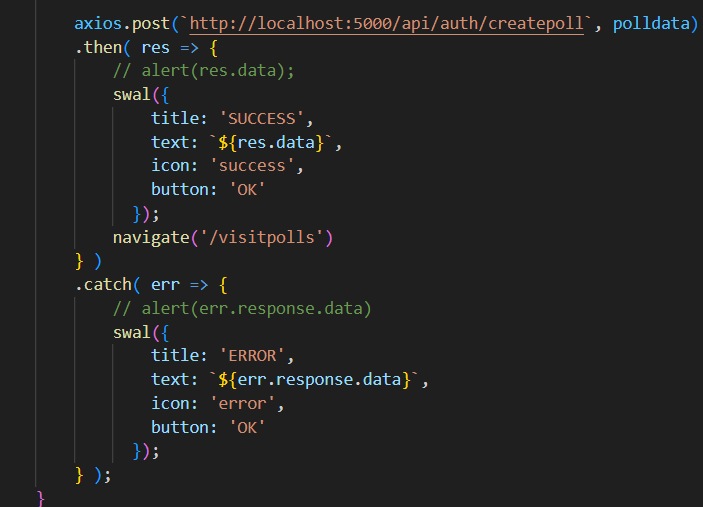 axios.post(`http://localhost:5000/api/auth/createpoll`, polldata)
.then( res => {
// alert(res.data);
swal({
title: 'SUCCESS',
text: `${res.data}`,
icon: 'success',
button: 'OK'
});
navigate('/visitpolls')
} )
.catch( err => {
// alert(err.response.data)
swal({
title: 'ERROR',
text: `${err.response.data}`,
icon: 'error',
button: 'OK'
});
} );
}